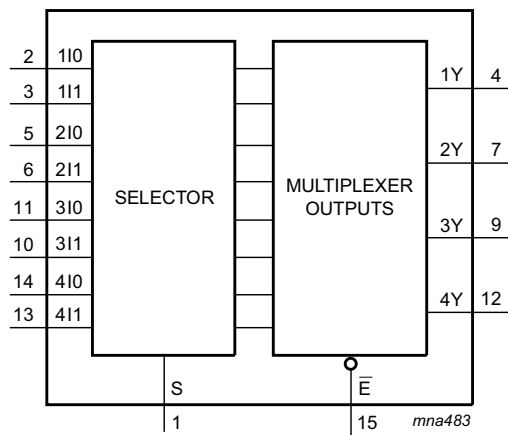 2 1I0
3 1I1
5 2I0
6 2I1
11 3I0
10 3I1
14 4I0
13 4I1
SELECTOR
MULTIPLEXER
OUTPUTS
1Y 4
2Y 7
3Y 9
4Y 12
S
1
E̅
15
mna483